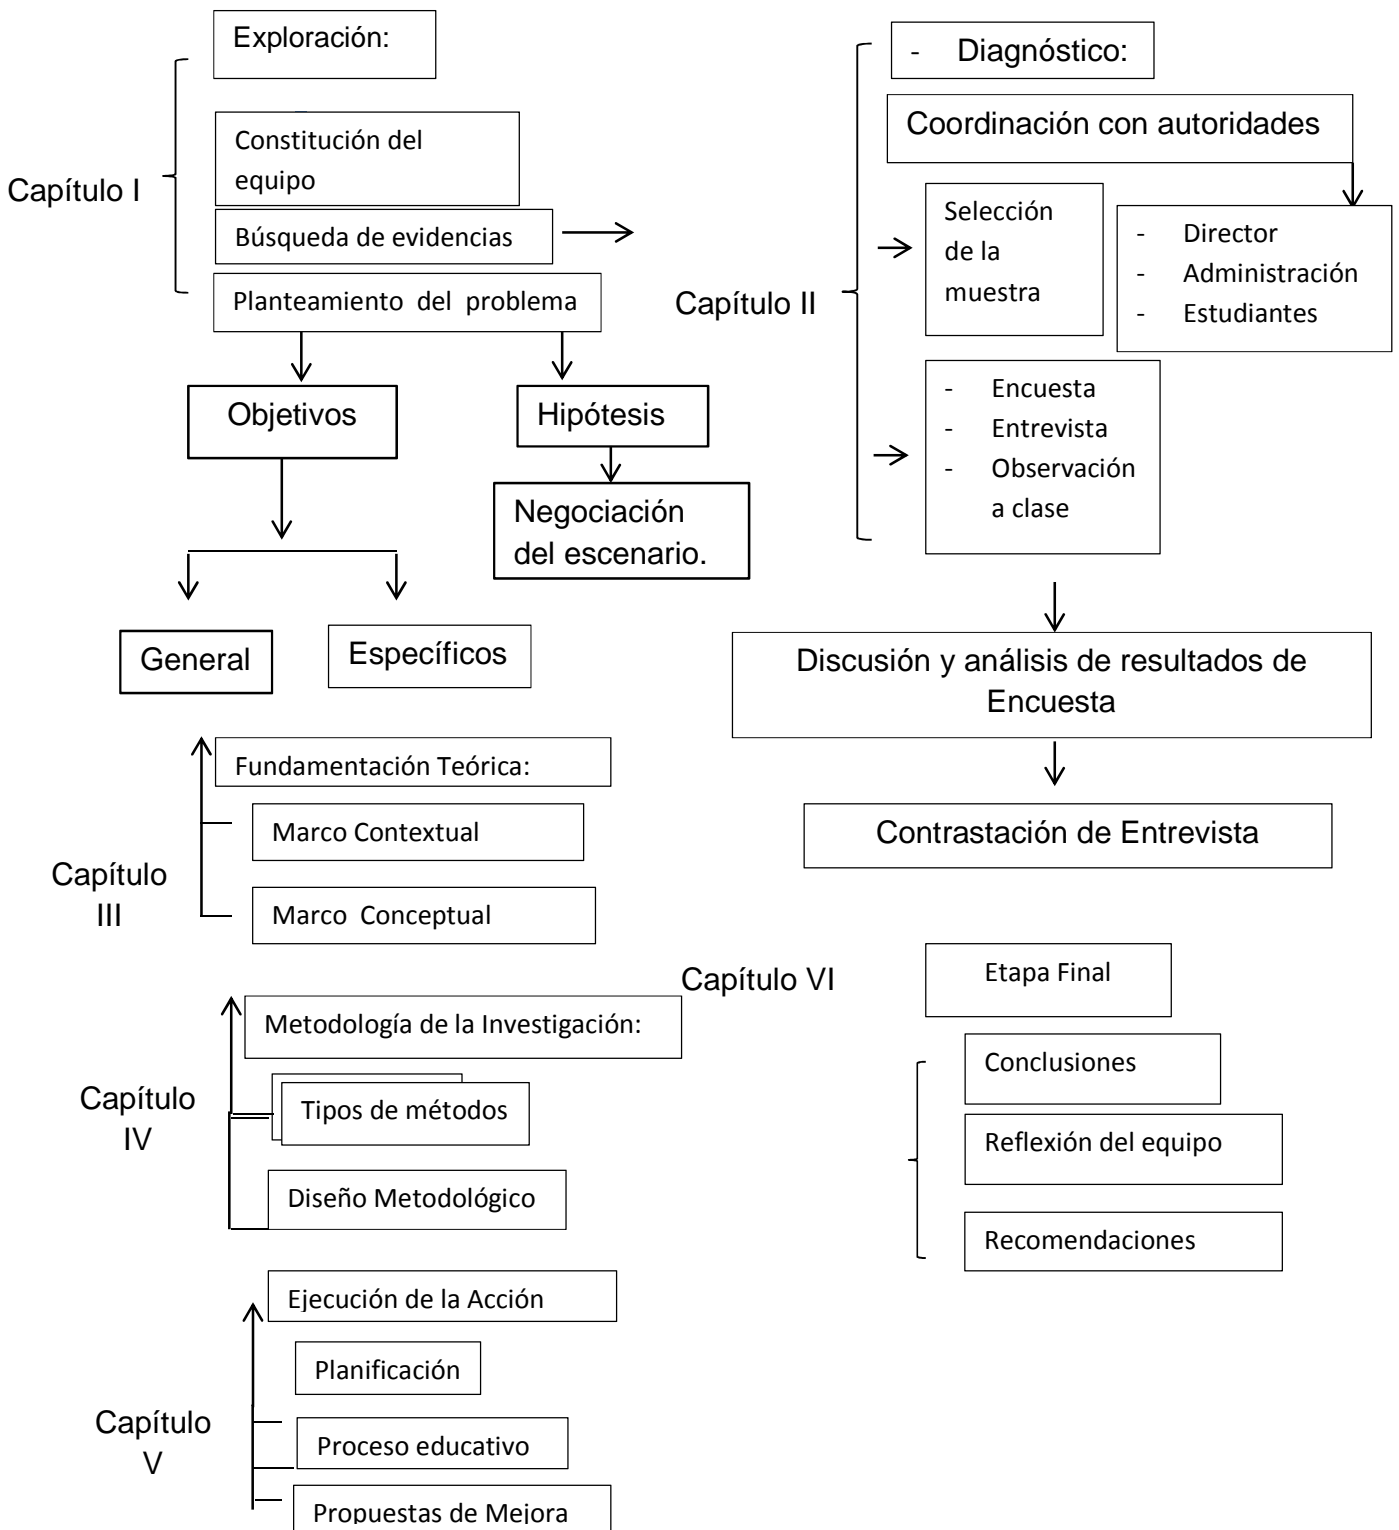 Exploración:
Capítulo I
Constitución del
equipo
Búsqueda de evidencias
Planteamiento del problema
Objetivos
Hipótesis
Negociación
del escenario.
General
Específicos
Capítulo II
- Diagnóstico:
Coordinación con autoridades
Selección
de la
muestra
- Director
- Administración
- Estudiantes
- Encuesta
- Entrevista
- Observación
a clase
Discusión y análisis de resultados de
Encuesta
Contrastación de Entrevista
Capítulo
III
Fundamentación Teórica:
Marco Contextual
Marco Conceptual
Capítulo
IV
Metodología de la Investigación:
Tipos de métodos
Diseño Metodológico
Capítulo
V
Ejecución de la Acción
Planificación
Proceso educativo
Propuestas de Mejora
Capítulo VI
Etapa Final
Conclusiones
Reflexión del equipo
Recomendaciones